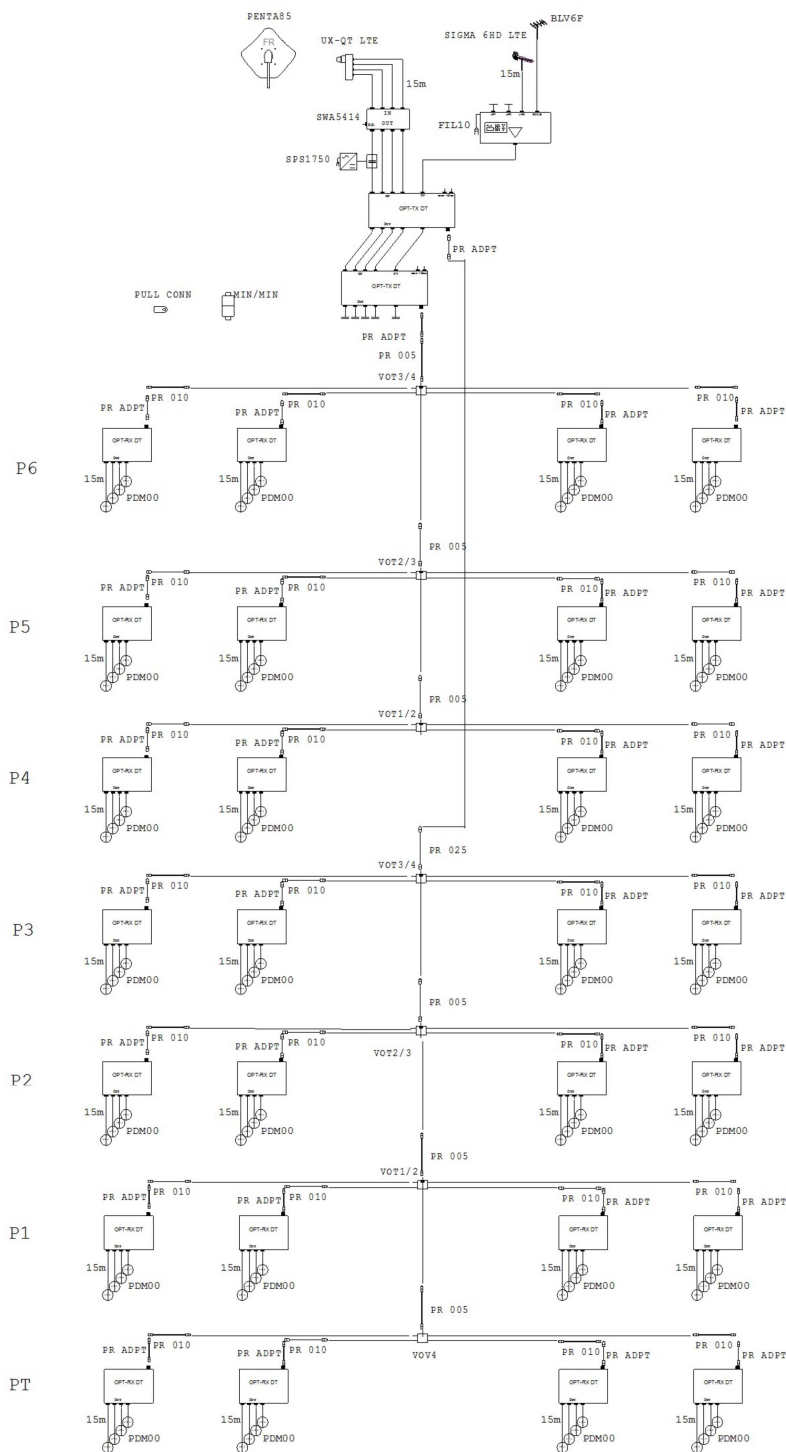 PENTA85
FR
UX-QT LTE
SIGMA 6HD LTE
BLV6F
15m
15m
IN
SWA5414
OUT
FIL10
SPS1750
OPT-TX DT
PR ADPT
OPT-TX DT
PULL CONN
MIN/MIN
PR ADPT
PR 005
VOT3/4
PR 010 PR 010 PR 010 PR 010
PR ADPT PR ADPT PR ADPT PR ADPT
OPT-RX DT OPT-RX DT OPT-RX DT OPT-RX DT
P6
15m 15m 15m 15m
PDM00 PDM00 PDM00 PDM00
PR 005
VOT2/3
PR ADPT PR 010 PR ADPT PR 010 PR 010 PR ADPT PR 010 PR ADPT
OPT-RX DT OPT-RX DT OPT-RX DT OPT-RX DT
P5
15m 15m 15m 15m
PDM00 PDM00 PDM00 PDM00
PR 005
VOT1/2
PR ADPT PR 010 PR ADPT PR 010 PR 010 PR ADPT PR 010 PR ADPT
OPT-RX DT OPT-RX DT OPT-RX DT OPT-RX DT
P4
15m 15m 15m 15m
PDM00 PDM00 PDM00 PDM00
PR 025
VOT3/4
PR ADPT PR 010 PR ADPT PR 010 PR 010 PR ADPT PR 010 PR ADPT
OPT-RX DT OPT-RX DT OPT-RX DT OPT-RX DT
P3
15m 15m 15m 15m
PDM00 PDM00 PDM00 PDM00
PR 005
VOT2/3
PR ADPT PR 010 PR ADPT PR 010 PR 010 PR ADPT PR 010 PR ADPT
OPT-RX DT OPT-RX DT OPT-RX DT OPT-RX DT
P2
15m 15m 15m 15m
PDM00 PDM00 PDM00 PDM00
PR 005
VOT1/2
PR ADPT PR 010 PR ADPT PR 010 PR 010 PR ADPT PR 010 PR ADPT
OPT-RX DT OPT-RX DT OPT-RX DT OPT-RX DT
P1
15m 15m 15m 15m
PDM00 PDM00 PDM00 PDM00
PR 005
VOV4
PR ADPT PR 010 PR ADPT PR 010 PR 010 PR ADPT PR 010 PR ADPT
OPT-RX DT OPT-RX DT OPT-RX DT OPT-RX DT
PT
15m 15m 15m 15m
PDM00 PDM00 PDM00 PDM00